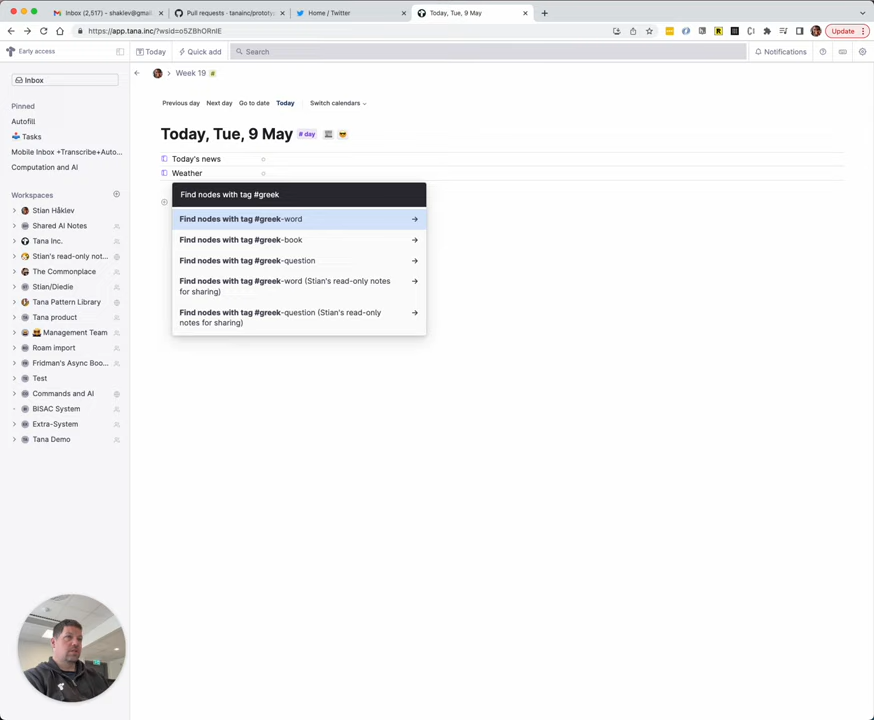 Inbox (2,517) – shaklev@gmail.
Pull requests · tanainc/prototy
Home / Twitter
Today, Tue, 9 May
https://app.tana.inc/?wsid=o5ZBhORnIE
Update
Early access
Today
Quick add
Search
Notifications
Inbox
Week 19 #
Pinned
Previous day
Next day
Go to date
Today
Switch calendars
Autofill
Tasks
Today, Tue, 9 May
# day
Mobile Inbox +Transcribe+Auto...
Today's news
Computation and AI
Weather
Workspaces
Find nodes with tag #greek
Stian Håklev
Find nodes with tag #greek-word
Shared AI Notes
Find nodes with tag #greek-book
Tana Inc.
Stian's read-only not...
Find nodes with tag #greek-question
The Commonplace
Find nodes with tag #greek-word (Stian's read-only notes
for sharing)
Stian/Diedie
Tana Pattern Library
Find nodes with tag #greek-question (Stian's read-only
notes for sharing)
Tana product
Management Team
Roam import
Fridman's Async Boo...
Test
Commands and AI
BISAC System
Extra-System
Tana Demo